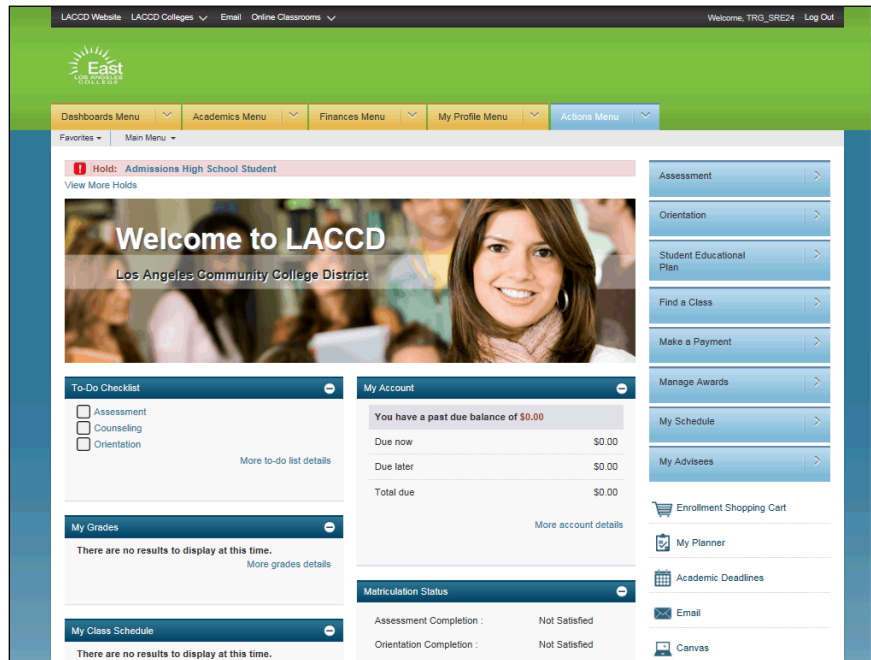 LACCD Website LACCD Colleges Email Online Classrooms Welcome, TRG_SRE24 Log Out
East
LOS ANGELES
COLLEGE
Dashboards Menu Academics Menu Finances Menu My Profile Menu Actions Menu
Favorites Main Menu
Hold: Admissions High School Student
View More Holds
Welcome to LACCD
Los Angeles Community College District
To-Do Checklist
Assessment
Counseling
Orientation
More to-do list details
My Grades
There are no results to display at this time.
More grades details
My Class Schedule
There are no results to display at this time.
My Account
You have a past due balance of $0.00
Due now $0.00
Due later $0.00
Total due $0.00
More account details
Matriculation Status
Assessment Completion : Not Satisfied
Orientation Completion : Not Satisfied
Assessment
Orientation
Student Educational
Plan
Find a Class
Make a Payment
Manage Awards
My Schedule
My Advisees
Enrollment Shopping Cart
My Planner
Academic Deadlines
Email
Canvas